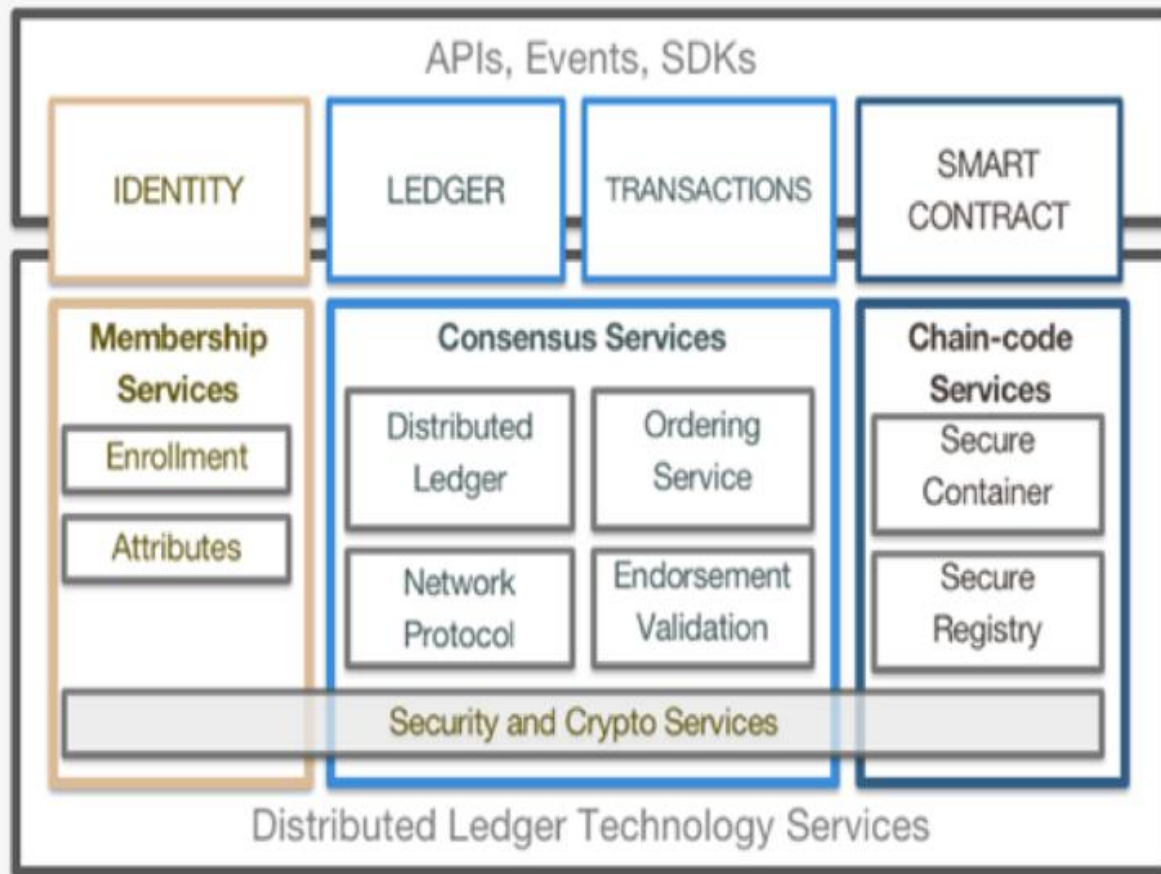 APIs, Events, SDKs
IDENTITY
LEDGER
TRANSACTIONS
SMART
CONTRACT
Membership
Services
Enrollment
Attributes
Consensus Services
Distributed
Ledger
Ordering
Service
Network
Protocol
Endorsement
Validation
Chain-code
Services
Secure
Container
Secure
Registry
Security and Crypto Services
Distributed Ledger Technology Services